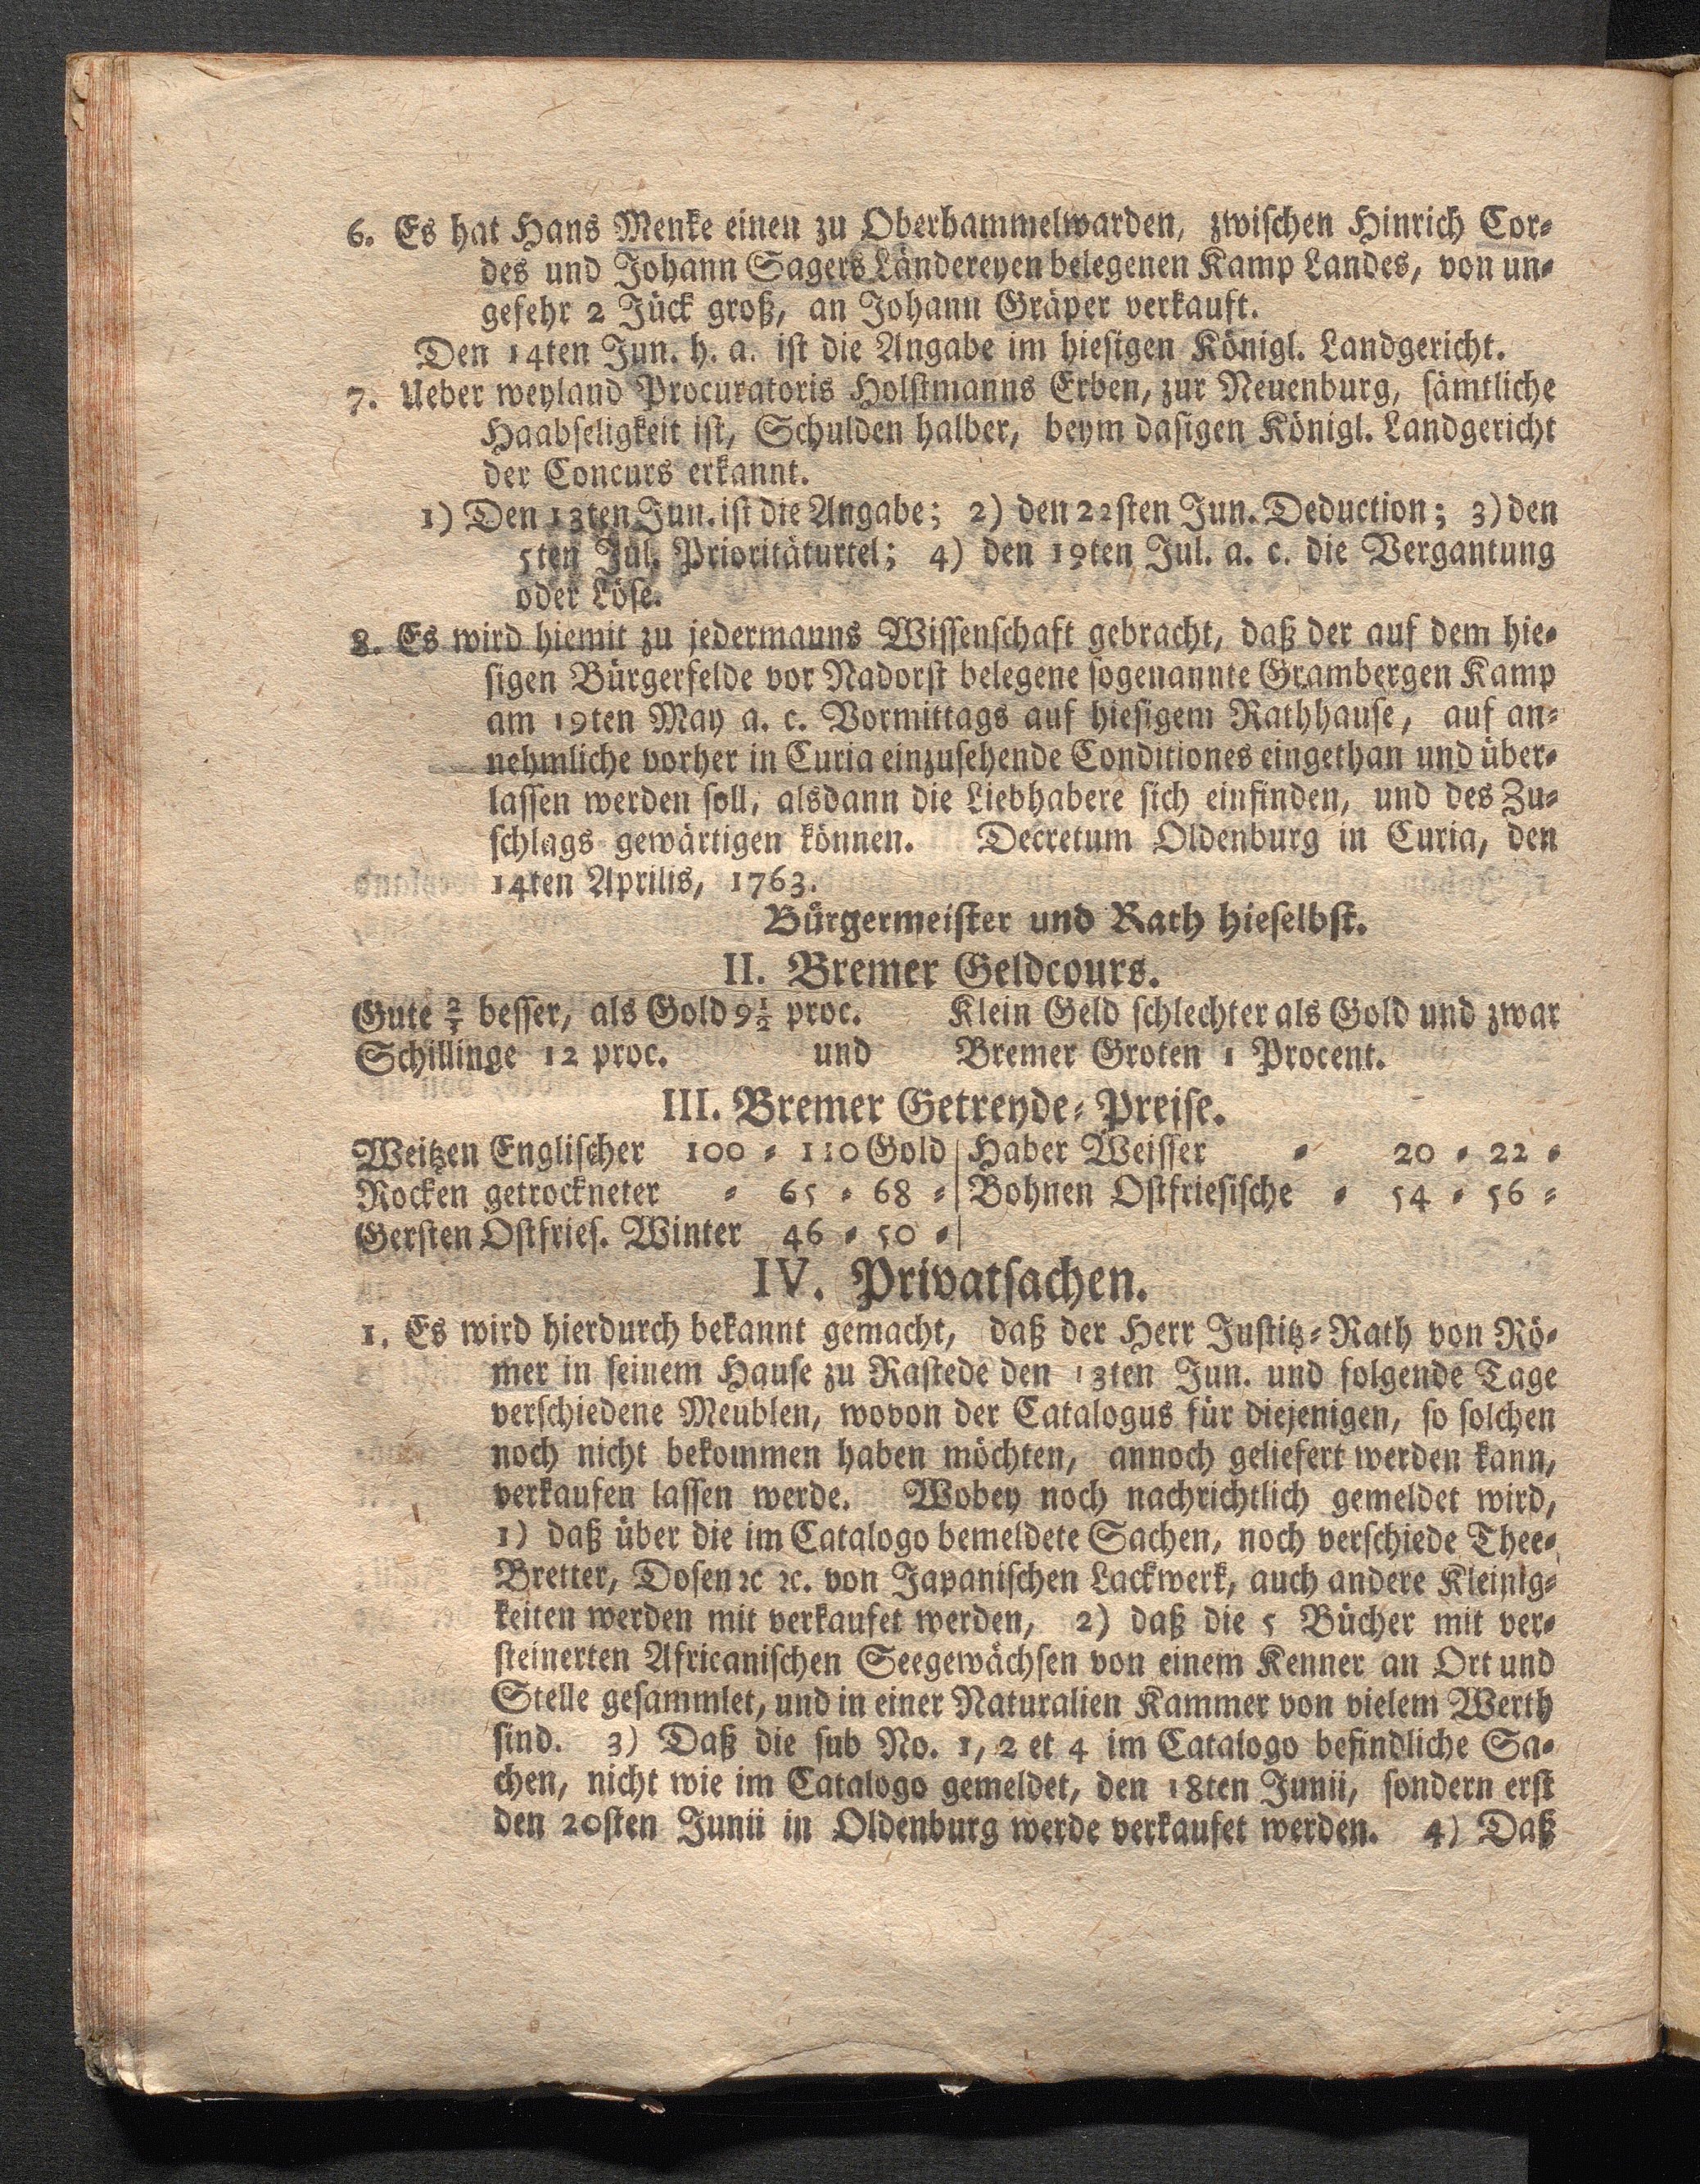 6. Es hat Hans Menke einen zu Oberhammelwarden, zwischen Hinrich Cor-
des und Johann Sagers Ländereyen belegenen Kamp Landes, von un-
gefehr 2 Jück groß, an Johann Gräper verkauft.
Den 14ten Jun. h. a. ist die Angabe im hiesigen Königl. Landgericht.
7. Ueber weyland Procuratoris Holstmanns Erben, zur Neuenburg, sämtliche
Haabseligkeit ist, Schulden halber, beym dasigen Königl. Landgericht
der Concurs erkannt.
1) Den 13ten Jun. ist die Angabe; 2) den 22sten Jun. Deduction; 3) den
5ten Jul. Prioritäturtel; 4) den 19ten Jul. a. c. die Vergantung
oder Löse.
8. Es wird hiemit zu jedermanns Wissenschaft gebracht, daß der auf dem hie-
sigen Bürgerfelde vor Nadorst belegene sogenannte Grambergen Kamp
am 19ten May a. c. Vormittags auf hiesigem Rathhause, auf an-
nehmliche vorher in Curia einzusehende Conditiones eingethan und über-
lassen werden soll, alsdann die Liebhabere sich einfinden, und des Zu-
schlags gewärtigen können. Decretum Oldenburg in Curia, den
14ten Aprilis, 1763.
Bürgermeister und Rath hieselbst.
II. Bremer Geldcours.
Gute 2/3 besser, als Gold 9 1/2 proc. Klein Geld schlechter als Gold und zwar
Schillinge 12 proc. und Bremer Groten 1 Procent.
III. Bremer Getreyde-Preise.
Weitzen Englischer 100 - 110 Gold | Haber Weisser - 20 - 22 -
Rocken getrockneter - 65 - 68 - | Bohnen Ostfriesische - 54 - 56 -
Gersten Ostfries. Winter 46 - 50 - |
IV. Privatsachen.
1. Es wird hierdurch bekannt gemacht, daß der Herr Justitz-Rath von Rö-
mer in seinem Hause zu Rastede den 13ten Jun. und folgende Tage
verschiedene Meublen, wovon der Catalogus für diejenigen, so solchen
noch nicht bekommen haben möchten, annoch geliefert werden kann,
verkaufen lassen werde. Wobey noch nachrichtlich gemeldet wird,
1) daß über die im Catalogo bemeldete Sachen, noch verschiede Thee-
Bretter, Dosen ꝛc ꝛc. von Japanischen Lackwerk, auch andere Kleinig-
keiten werden mit verkaufet werden, 2) daß die 5 Bücher mit ver-
steinerten Africanischen Seegewächsen von einem Kenner an Ort und
Stelle gesammlet, und in einer Naturalien Kammer von vielem Werth
sind. 3) Daß die sub No. 1, 2 et 4 im Catalogo befindliche Sa-
chen, nicht wie im Catalogo gemeldet, den 18ten Junii, sondern erst
den 20sten Junii in Oldenburg werde verkaufet werden. 4) Daß